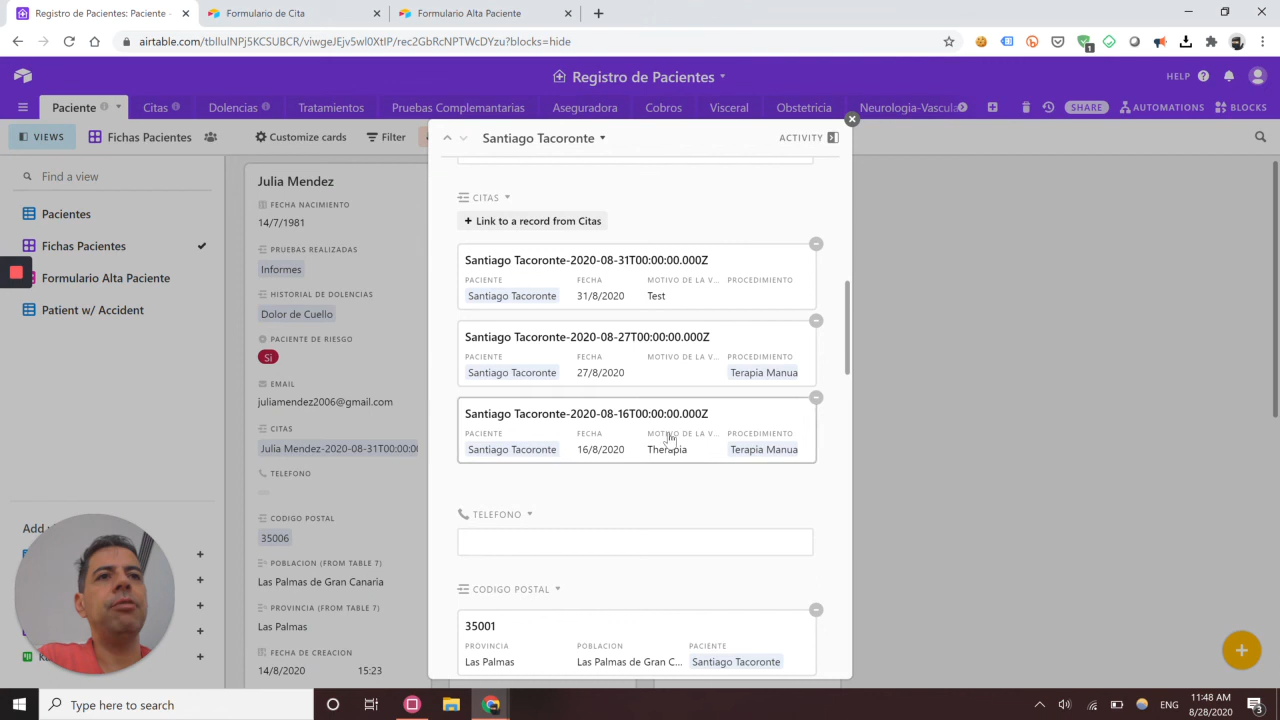 Registro de Pacientes: Paciente
Formulario de Cita
Formulario Alta Paciente
airtable.com/tblluINPj5KCSUBCR/viwgeJEjv5wl0XtIP/rec2GbRcNPTWcDYzu?blocks=hide
1
Registro de Pacientes
HELP
Paciente
Citas
Dolencias
Tratamientos
Pruebas Complementarias
Aseguradora
Cobros
Visceral
Obstetricia
Neurologia-Vascula
SHARE
AUTOMATIONS
BLOCKS
VIEWS
Fichas Pacientes
Customize cards
Filter
Find a view
Pacientes
Fichas Pacientes
Formulario Alta Paciente
Patient w/ Accident
Julia Mendez
FECHA NACIMIENTO
14/7/1981
PRUEBAS REALIZADAS
Informes
HISTORIAL DE DOLENCIAS
Dolor de Cuello
PACIENTE DE RIESGO
Si
EMAIL
juliamendez2006@gmail.com
CITAS
Julia Mendez-2020-08-31T00:00:0
TELEFONO
CODIGO POSTAL
35006
POBLACION (FROM TABLE 7)
Las Palmas de Gran Canaria
PROVINCIA (FROM TABLE 7)
Las Palmas
FECHA DE CREACION
14/8/2020 15:23
Santiago Tacoronte
ACTIVITY
CITAS
+ Link to a record from Citas
Santiago Tacoronte-2020-08-31T00:00:00.000Z
PACIENTE FECHA MOTIVO DE LA V... PROCEDIMIENTO
Santiago Tacoronte 31/8/2020 Test
Santiago Tacoronte-2020-08-27T00:00:00.000Z
PACIENTE FECHA MOTIVO DE LA V... PROCEDIMIENTO
Santiago Tacoronte 27/8/2020 Terapia Manua
Santiago Tacoronte-2020-08-16T00:00:00.000Z
PACIENTE FECHA MOTIVO DE LA V... PROCEDIMIENTO
Santiago Tacoronte 16/8/2020 Therapia Terapia Manua
TELEFONO
CODIGO POSTAL
35001
PROVINCIA POBLACION PACIENTE
Las Palmas Las Palmas de Gran C... Santiago Tacoronte
Type here to search
ENG
11:48 AM
8/28/2020
3